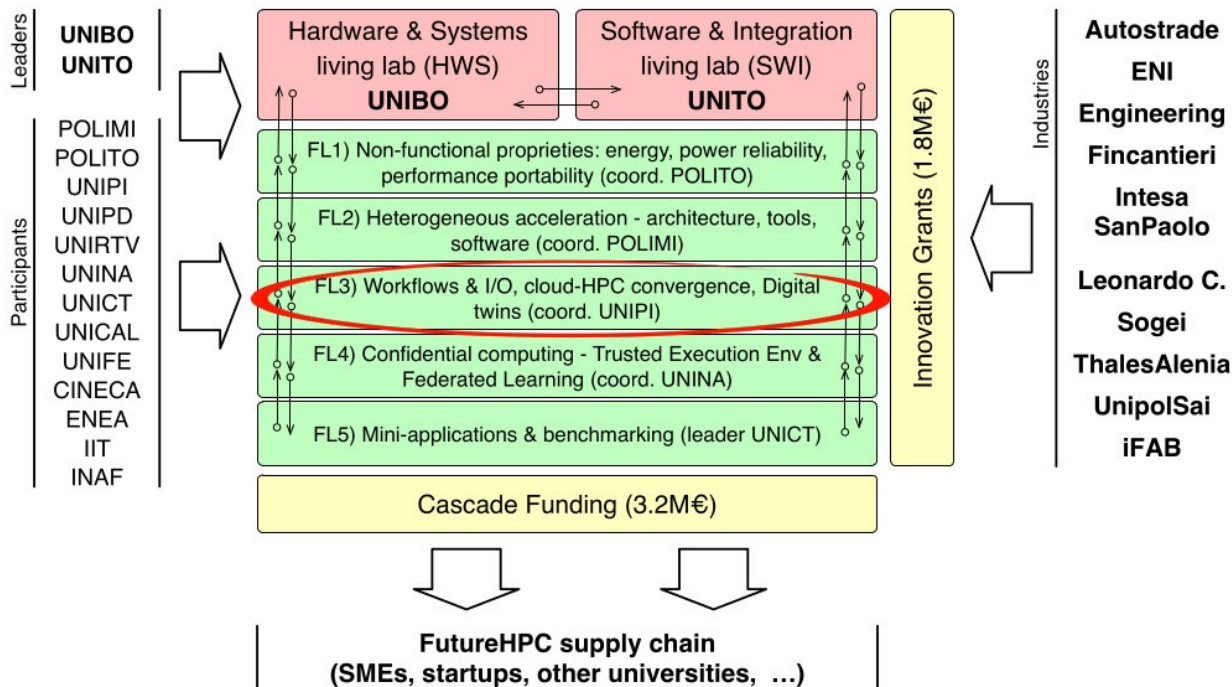 Leaders
UNIBO
UNITO
Participants
POLIMI
POLITO
UNIPI
UNIPD
UNIRTV
UNINA
UNICT
UNICAL
UNIFE
CINECA
ENEA
IIT
INAF
Hardware & Systems
living lab (HWS)
UNIBO
Software & Integration
living lab (SWI)
UNITO
FL1) Non-functional proprieties: energy, power reliability,
performance portability (coord. POLITO)
FL2) Heterogeneous acceleration - architecture, tools,
software (coord. POLIMI)
FL3) Workflows & I/O, cloud-HPC convergence, Digital
twins (coord. UNIPI)
FL4) Confidential computing - Trusted Execution Env &
Federated Learning (coord. UNINA)
FL5) Mini-applications & benchmarking (leader UNICT)
Cascade Funding (3.2M€)
Innovation Grants (1.8M€)
Industries
Autostrade
ENI
Engineering
Fincantieri
Intesa
SanPaolo
Leonardo C.
Sogei
ThalesAlenia
UnipolSai
iFAB
FutureHPC supply chain
(SMEs, startups, other universities, …)